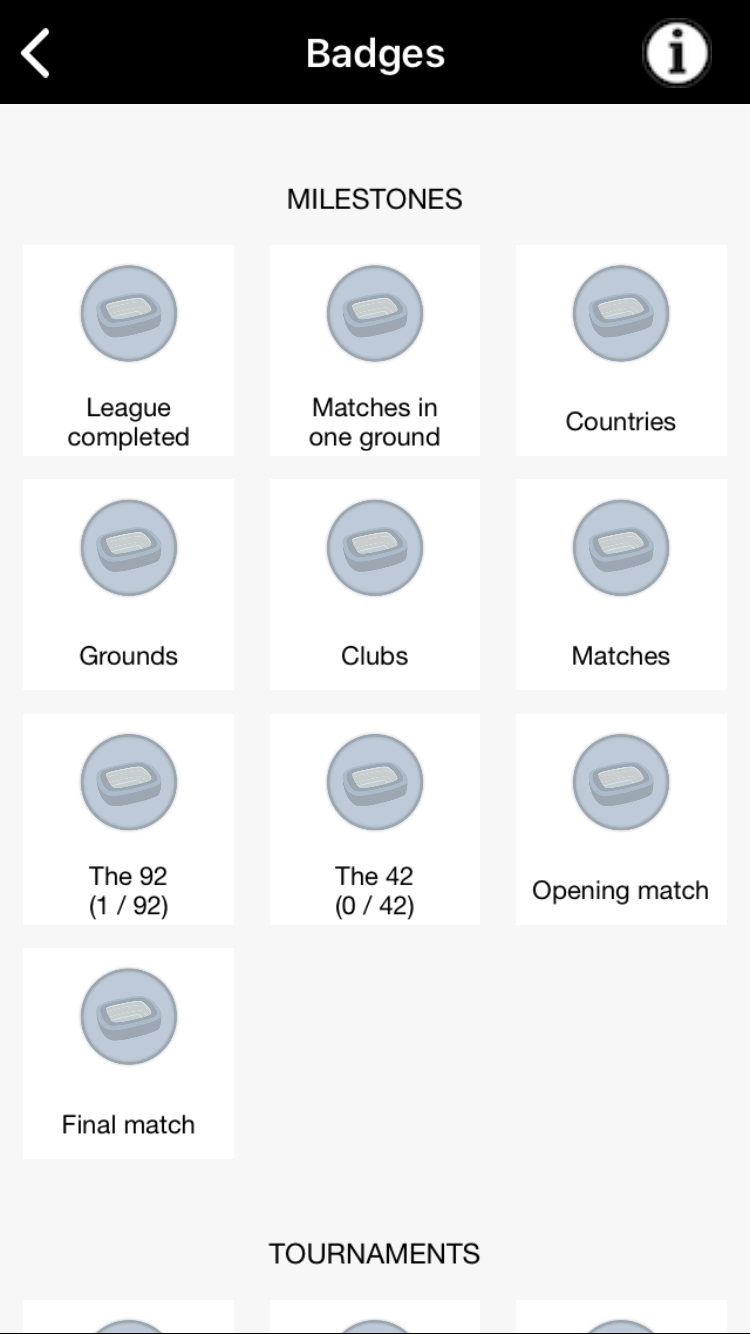 Badges
MILESTONES
League
completed
Matches in
one ground
Countries
Grounds
Clubs
Matches
The 92
(1 / 92)
The 42
(0 / 42)
Opening match
Final match
TOURNAMENTS